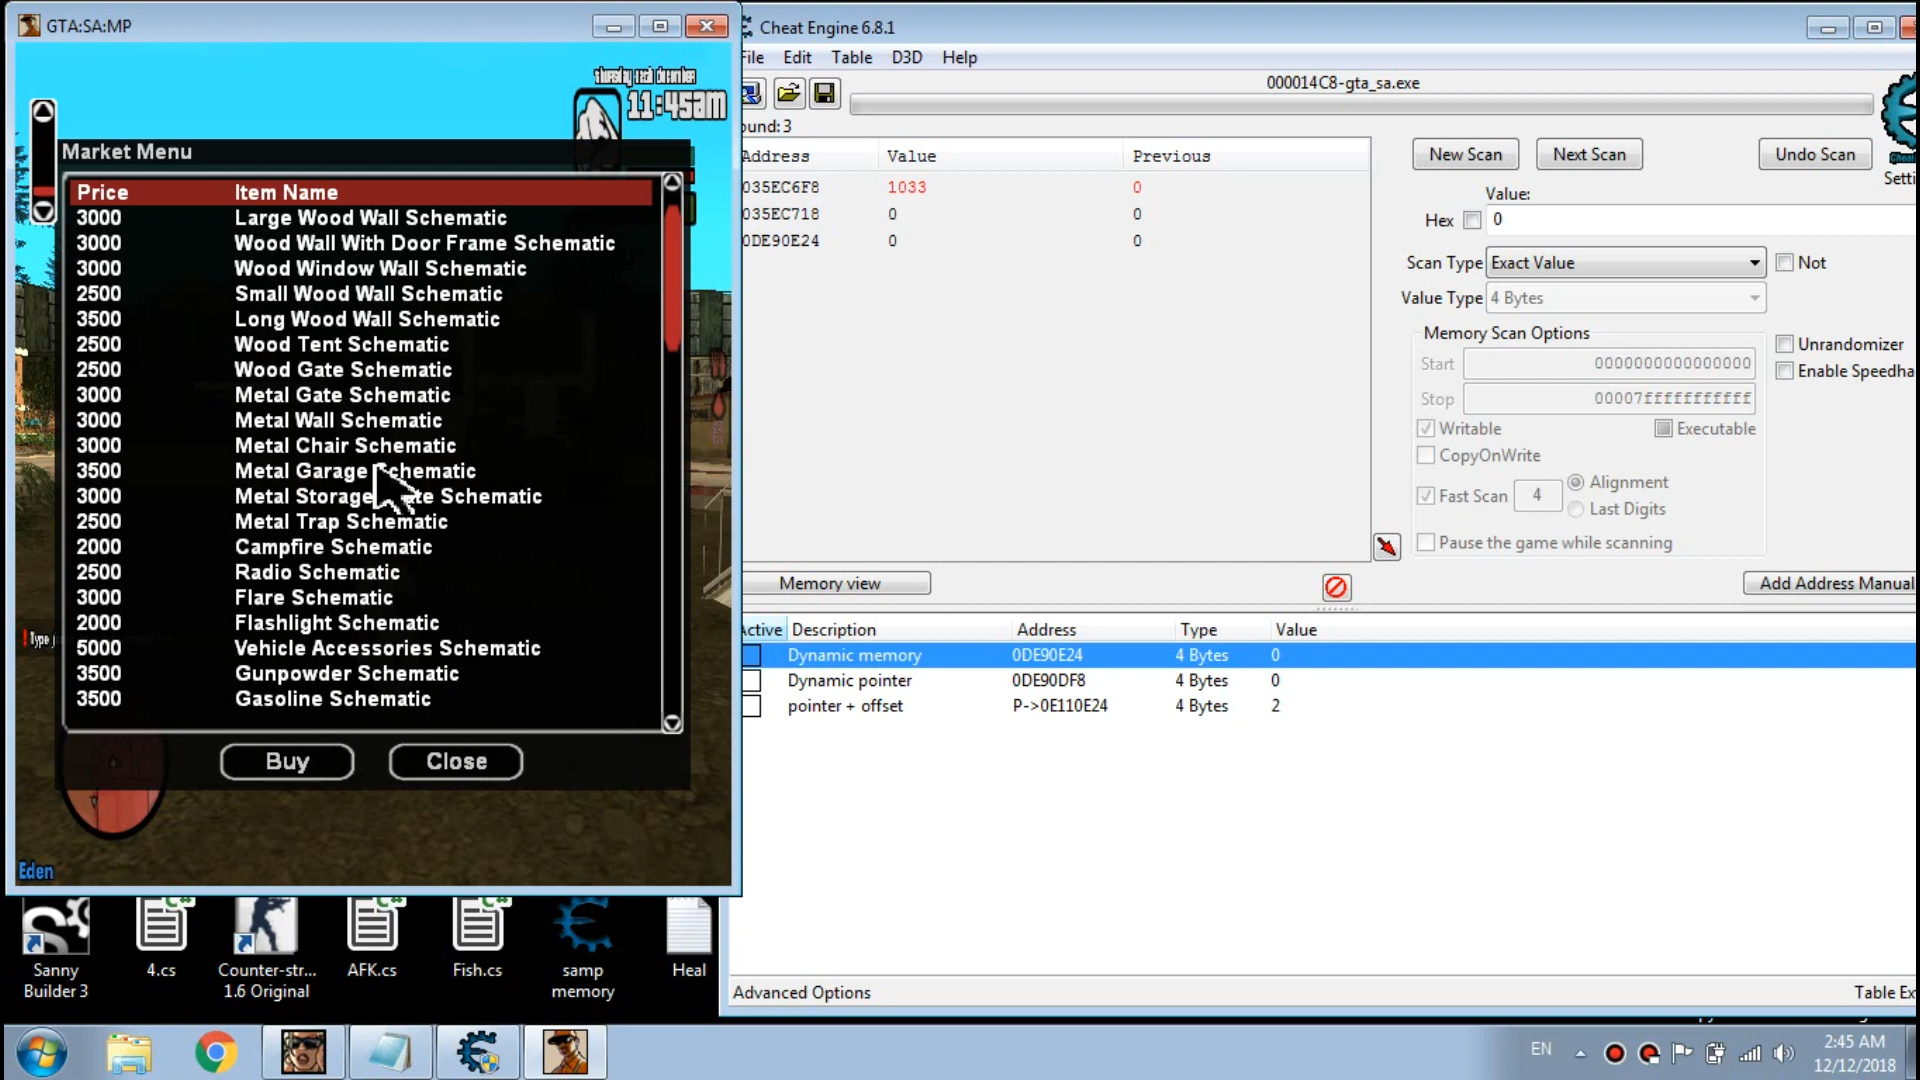 GTA:SA:MP
11:45am
Market Menu
Price Item Name
3000 Large Wood Wall Schematic
3000 Wood Wall With Door Frame Schematic
3000 Wood Window Wall Schematic
2500 Small Wood Wall Schematic
3500 Long Wood Wall Schematic
2500 Wood Tent Schematic
2500 Wood Gate Schematic
3000 Metal Gate Schematic
3000 Metal Wall Schematic
3000 Metal Chair Schematic
3500 Metal Garage Schematic
3000 Metal Storage Schematic
2500 Metal Trap Schematic
2000 Campfire Schematic
2500 Radio Schematic
3000 Flare Schematic
2000 Flashlight Schematic
5000 Vehicle Accessories Schematic
3500 Gunpowder Schematic
3500 Gasoline Schematic
Buy Close
! Type
Eden
Cheat Engine 6.8.1
File Edit Table D3D Help
000014C8-gta_sa.exe
ound:3
Address Value Previous
035EC6F8 1033 0
035EC718 0 0
0DE90E24 0 0
New Scan Next Scan Undo Scan
Setti
Value:
Hex 0
Scan Type Exact Value Not
Value Type 4 Bytes
Memory Scan Options
Start 0000000000000000
Stop 00007fffffffffff
Unrandomizer
Enable Speedha
Writable Executable
CopyOnWrite
Fast Scan 4 Alignment
Last Digits
Pause the game while scanning
Memory view Add Address Manual
Active Description Address Type Value
Dynamic memory 0DE90E24 4 Bytes 0
Dynamic pointer 0DE90DF8 4 Bytes 0
pointer + offset P->0E110E24 4 Bytes 2
Advanced Options Table Ex
Sanny Builder 3
4.cs
Counter-str... 1.6 Original
AFK.cs
Fish.cs
samp memory
Heal
EN
2:45 AM
12/12/2018